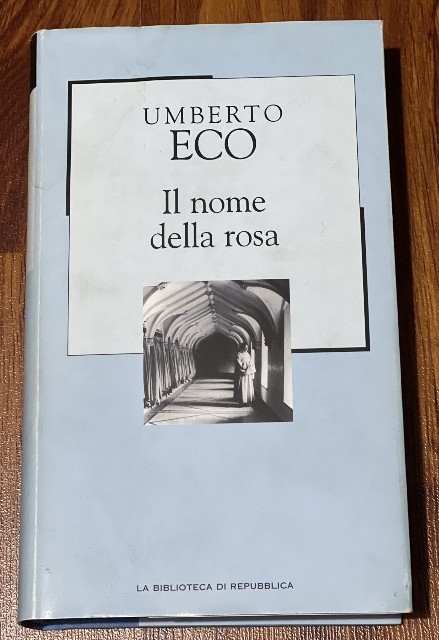 UMBERTO
ECO
Il nome
della rosa
LA BIBLIOTECA DI REPUBBLICA